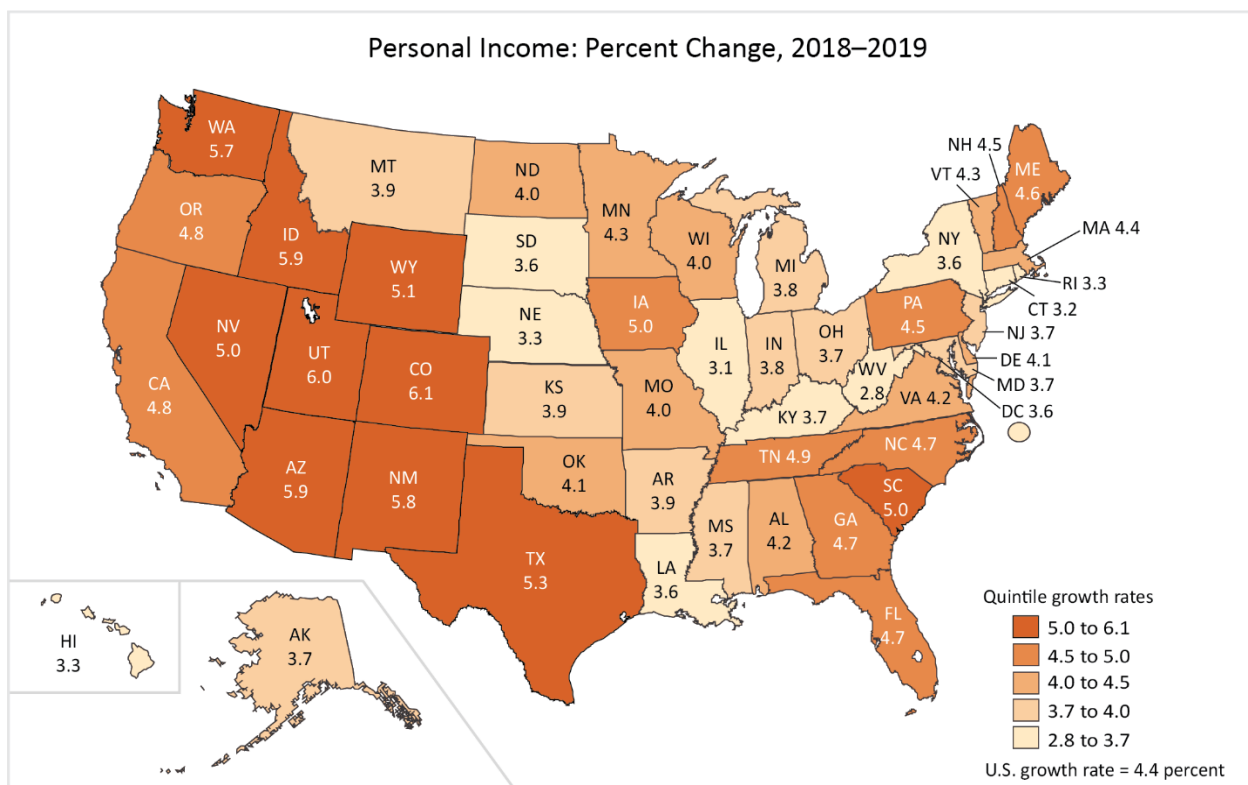 Personal Income: Percent Change, 2018–2019
WA
5.7
OR
4.8
CA
4.8
ID
5.9
NV
5.0
MT
3.9
WY
5.1
UT
6.0
CO
6.1
AZ
5.9
NM
5.8
ND
4.0
SD
3.6
NE
3.3
KS
3.9
OK
4.1
TX
5.3
MN
4.3
IA
5.0
MO
4.0
AR
3.9
LA
3.6
WI
4.0
IL
3.1
MI
3.8
IN
3.8
OH
3.7
KY 3.7
TN 4.9
MS
3.7
AL
4.2
GA
4.7
FL
4.7
SC
5.0
NC 4.7
VA 4.2
WV
2.8
PA
4.5
NY
3.6
VT 4.3
NH 4.5
ME
4.6
MA 4.4
RI 3.3
CT 3.2
NJ 3.7
DE 4.1
MD 3.7
DC 3.6
HI
3.3
AK
3.7
Quintile growth rates
5.0 to 6.1
4.5 to 5.0
4.0 to 4.5
3.7 to 4.0
2.8 to 3.7
U.S. growth rate = 4.4 percent